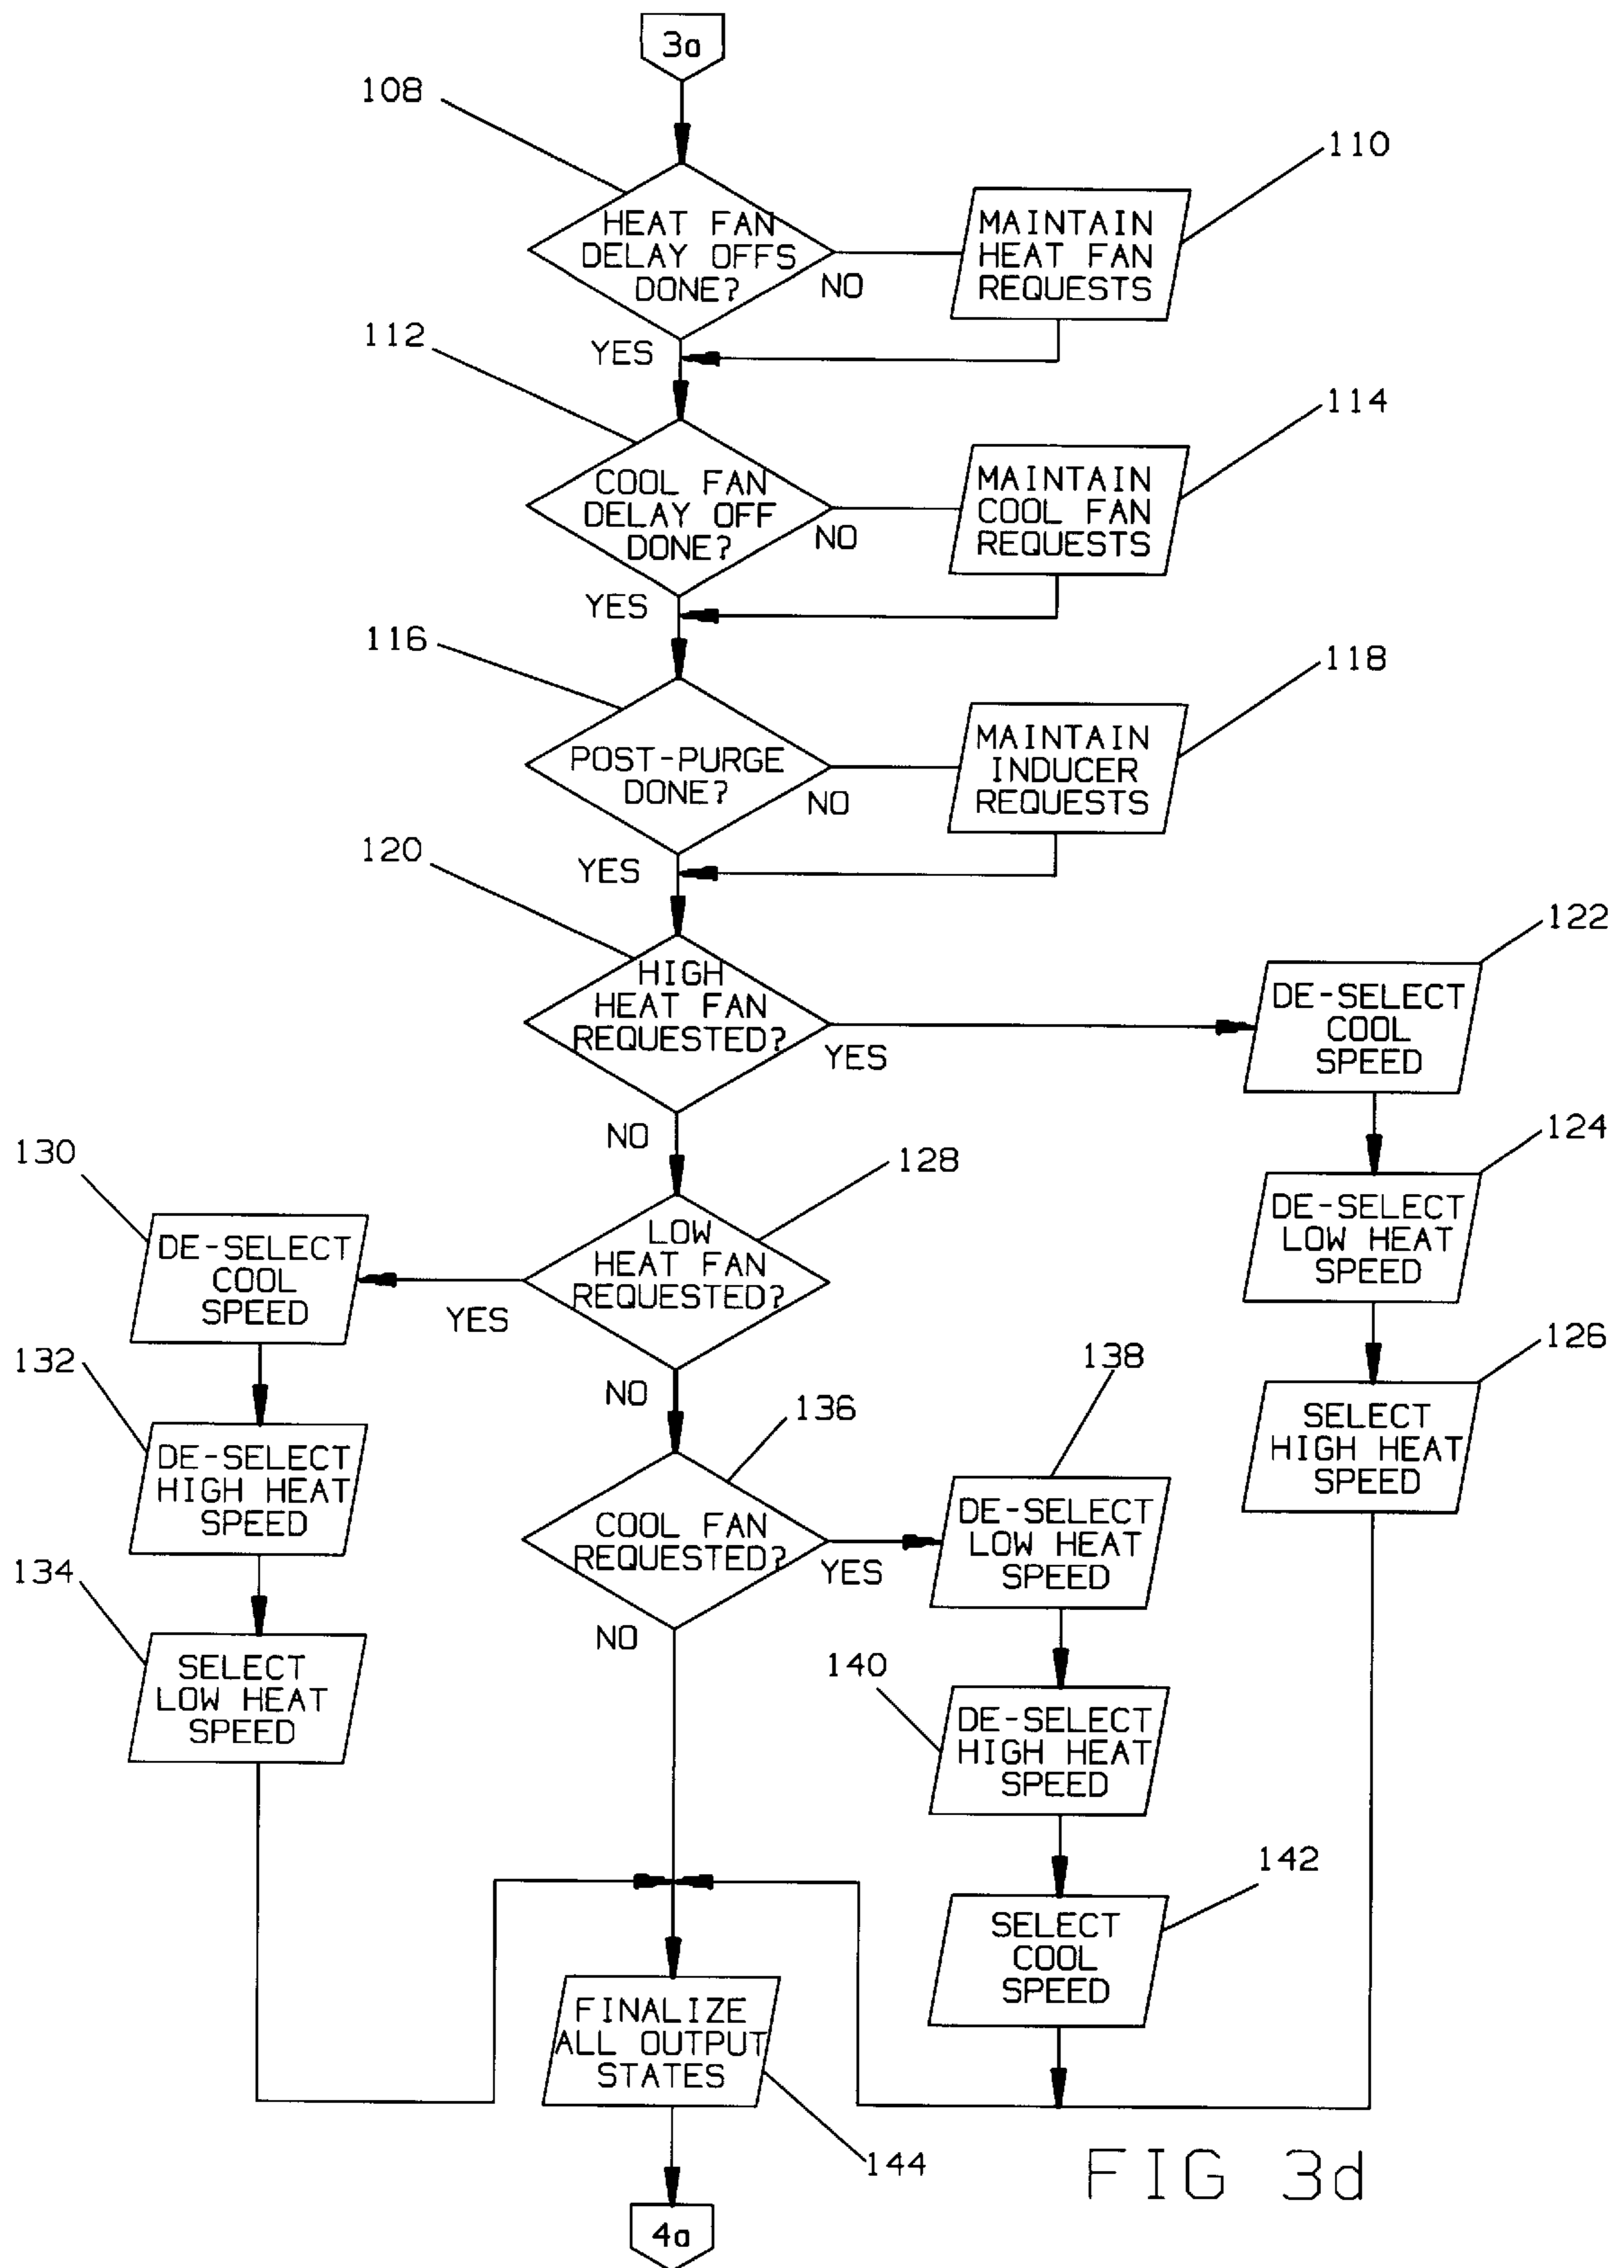 3a
108
110
HEAT FAN
DELAY OFFS
DONE?
NO
MAINTAIN
HEAT FAN
REQUESTS
112
YES
114
COOL FAN
DELAY OFF
DONE?
NO
MAINTAIN
COOL FAN
REQUESTS
YES
116
118
POST-PURGE
DONE?
NO
MAINTAIN
INDUCER
REQUESTS
120
YES
122
HIGH
HEAT FAN
REQUESTED?
YES
DE-SELECT
COOL
SPEED
NO
124
130
128
DE-SELECT
LOW HEAT
SPEED
DE-SELECT
COOL
SPEED
YES
LOW
HEAT FAN
REQUESTED?
126
132
NO
138
136
SELECT
HIGH HEAT
SPEED
DE-SELECT
HIGH HEAT
SPEED
COOL FAN
REQUESTED?
YES
DE-SELECT
LOW HEAT
SPEED
134
NO
SELECT
LOW HEAT
SPEED
140
DE-SELECT
HIGH HEAT
SPEED
142
SELECT
COOL
SPEED
FINALIZE
ALL OUTPUT
STATES
144
FIG 3d
4a